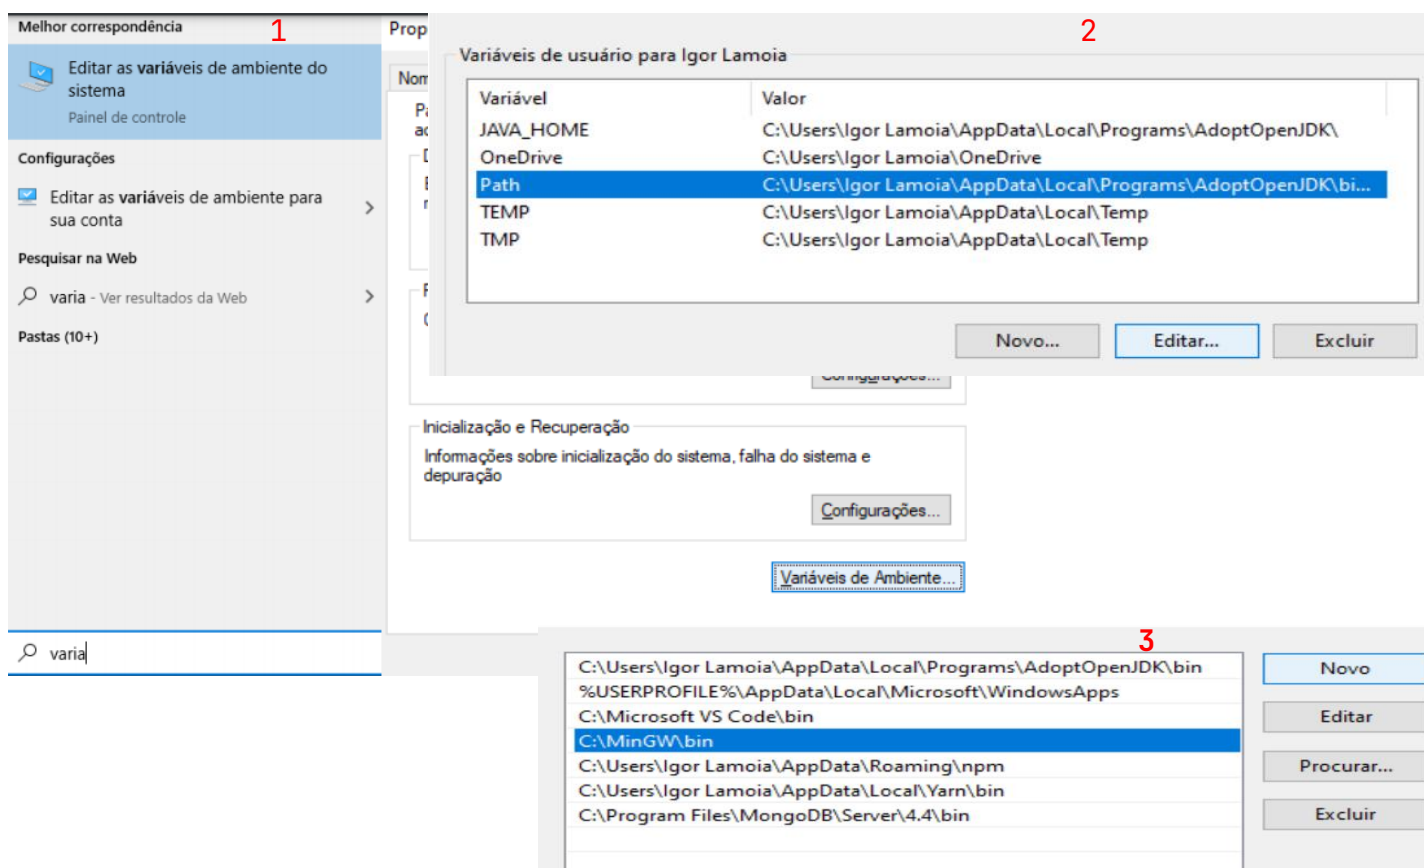 Melhor correspondência
1
Editar as variáveis de ambiente do
sistema
Painel de controle
Configurações
Editar as variáveis de ambiente para
sua conta
Pesquisar na Web
varia - Ver resultados da Web
Pastas (10+)
varia
Prop
Nom
2
Variáveis de usuário para Igor Lamoia
Variável Valor
JAVA_HOME C:\Users\Igor Lamoia\AppData\Local\Programs\AdoptOpenJDK\
OneDrive C:\Users\Igor Lamoia\OneDrive
Path C:\Users\Igor Lamoia\AppData\Local\Programs\AdoptOpenJDK\bi...
TEMP C:\Users\Igor Lamoia\AppData\Local\Temp
TMP C:\Users\Igor Lamoia\AppData\Local\Temp
Novo... Editar... Excluir
Configurações...
Inicialização e Recuperação
Informações sobre inicialização do sistema, falha do sistema e
depuração
Configurações...
Variáveis de Ambiente...
3
C:\Users\Igor Lamoia\AppData\Local\Programs\AdoptOpenJDK\bin
%USERPROFILE%\AppData\Local\Microsoft\WindowsApps
C:\Microsoft VS Code\bin
C:\MinGW\bin
C:\Users\Igor Lamoia\AppData\Roaming\npm
C:\Users\Igor Lamoia\AppData\Local\Yarn\bin
C:\Program Files\MongoDB\Server\4.4\bin
Novo
Editar
Procurar...
Excluir